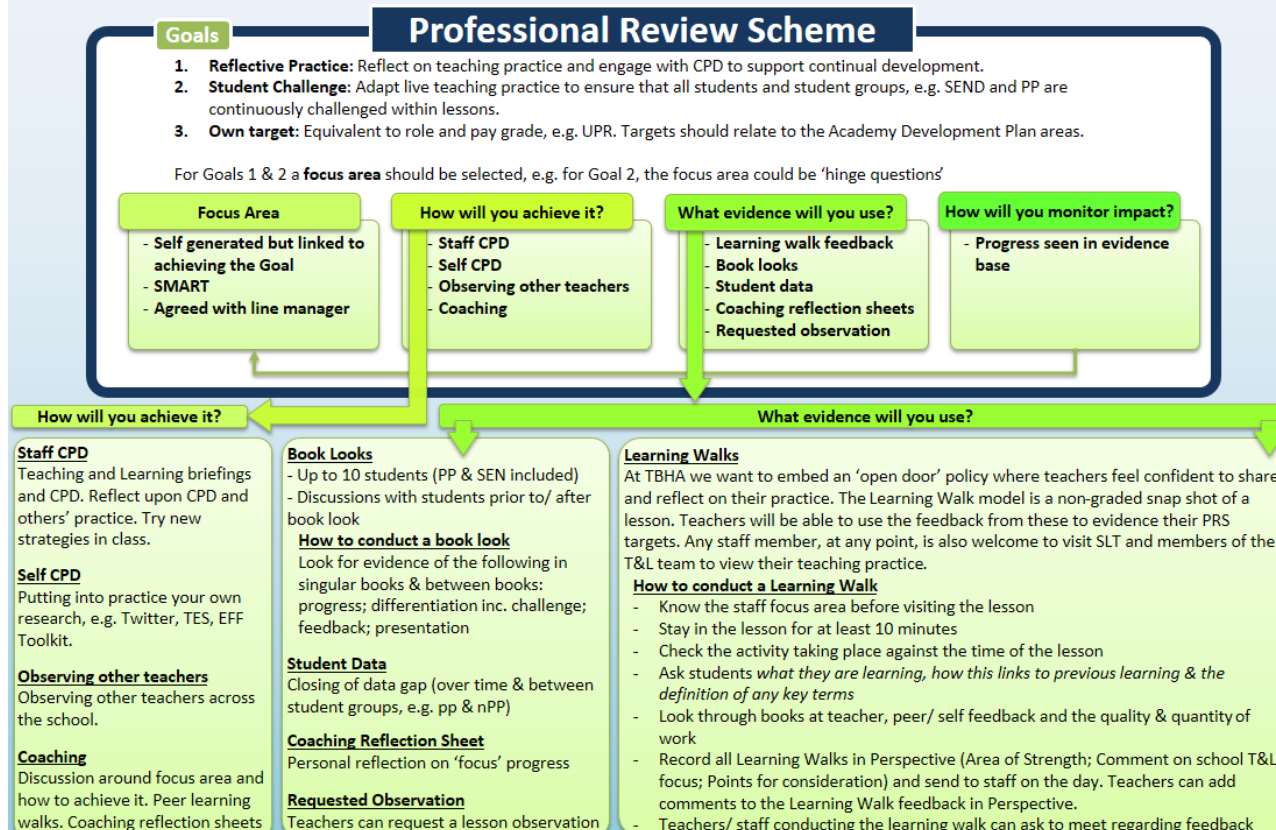 Professional Review Scheme
Goals
1. Reflective Practice: Reflect on teaching practice and engage with CPD to support continual development.
2. Student Challenge: Adapt live teaching practice to ensure that all students and student groups, e.g. SEND and PP are
continuously challenged within lessons.
3. Own target: Equivalent to role and pay grade, e.g. UPR. Targets should relate to the Academy Development Plan areas.
For Goals 1 & 2 a focus area should be selected, e.g. for Goal 2, the focus area could be ‘hinge questions’
Focus Area
- Self generated but linked to
achieving the Goal
- SMART
- Agreed with line manager
How will you achieve it?
- Staff CPD
- Self CPD
- Observing other teachers
- Coaching
What evidence will you use?
- Learning walk feedback
- Book looks
- Student data
- Coaching reflection sheets
- Requested observation
How will you monitor impact?
- Progress seen in evidence
base
How will you achieve it?
Staff CPD
Teaching and Learning briefings
and CPD. Reflect upon CPD and
others’ practice. Try new
strategies in class.
Self CPD
Putting into practice your own
research, e.g. Twitter, TES, EFF
Toolkit.
Observing other teachers
Observing other teachers across
the school.
Coaching
Discussion around focus area and
how to achieve it. Peer learning
walks. Coaching reflection sheets
What evidence will you use?
Book Looks
- Up to 10 students (PP & SEN included)
- Discussions with students prior to/ after
book look
How to conduct a book look
Look for evidence of the following in
singular books & between books:
progress; differentiation inc. challenge;
feedback; presentation
Student Data
Closing of data gap (over time & between
student groups, e.g. pp & nPP)
Coaching Reflection Sheet
Personal reflection on ‘focus’ progress
Requested Observation
Teachers can request a lesson observation
Learning Walks
At TBHA we want to embed an ‘open door’ policy where teachers feel confident to share
and reflect on their practice. The Learning Walk model is a non-graded snap shot of a
lesson. Teachers will be able to use the feedback from these to evidence their PRS
targets. Any staff member, at any point, is also welcome to visit SLT and members of the
T&L team to view their teaching practice.
How to conduct a Learning Walk
- Know the staff focus area before visiting the lesson
- Stay in the lesson for at least 10 minutes
- Check the activity taking place against the time of the lesson
- Ask students what they are learning, how this links to previous learning & the
definition of any key terms
- Look through books at teacher, peer/ self feedback and the quality & quantity of
work
- Record all Learning Walks in Perspective (Area of Strength; Comment on school T&L
focus; Points for consideration) and send to staff on the day. Teachers can add
comments to the Learning Walk feedback in Perspective.
- Teachers/ staff conducting the learning walk can ask to meet regarding feedback